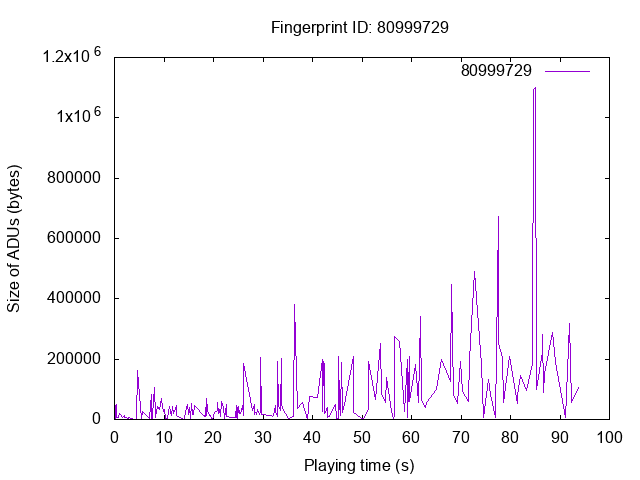 Fingerprint ID: 80999729
80999729
1.2x10^6
1x10^6
800000
600000
400000
200000
0
Size of ADUs (bytes)
0 10 20 30 40 50 60 70 80 90 100
Playing time (s)